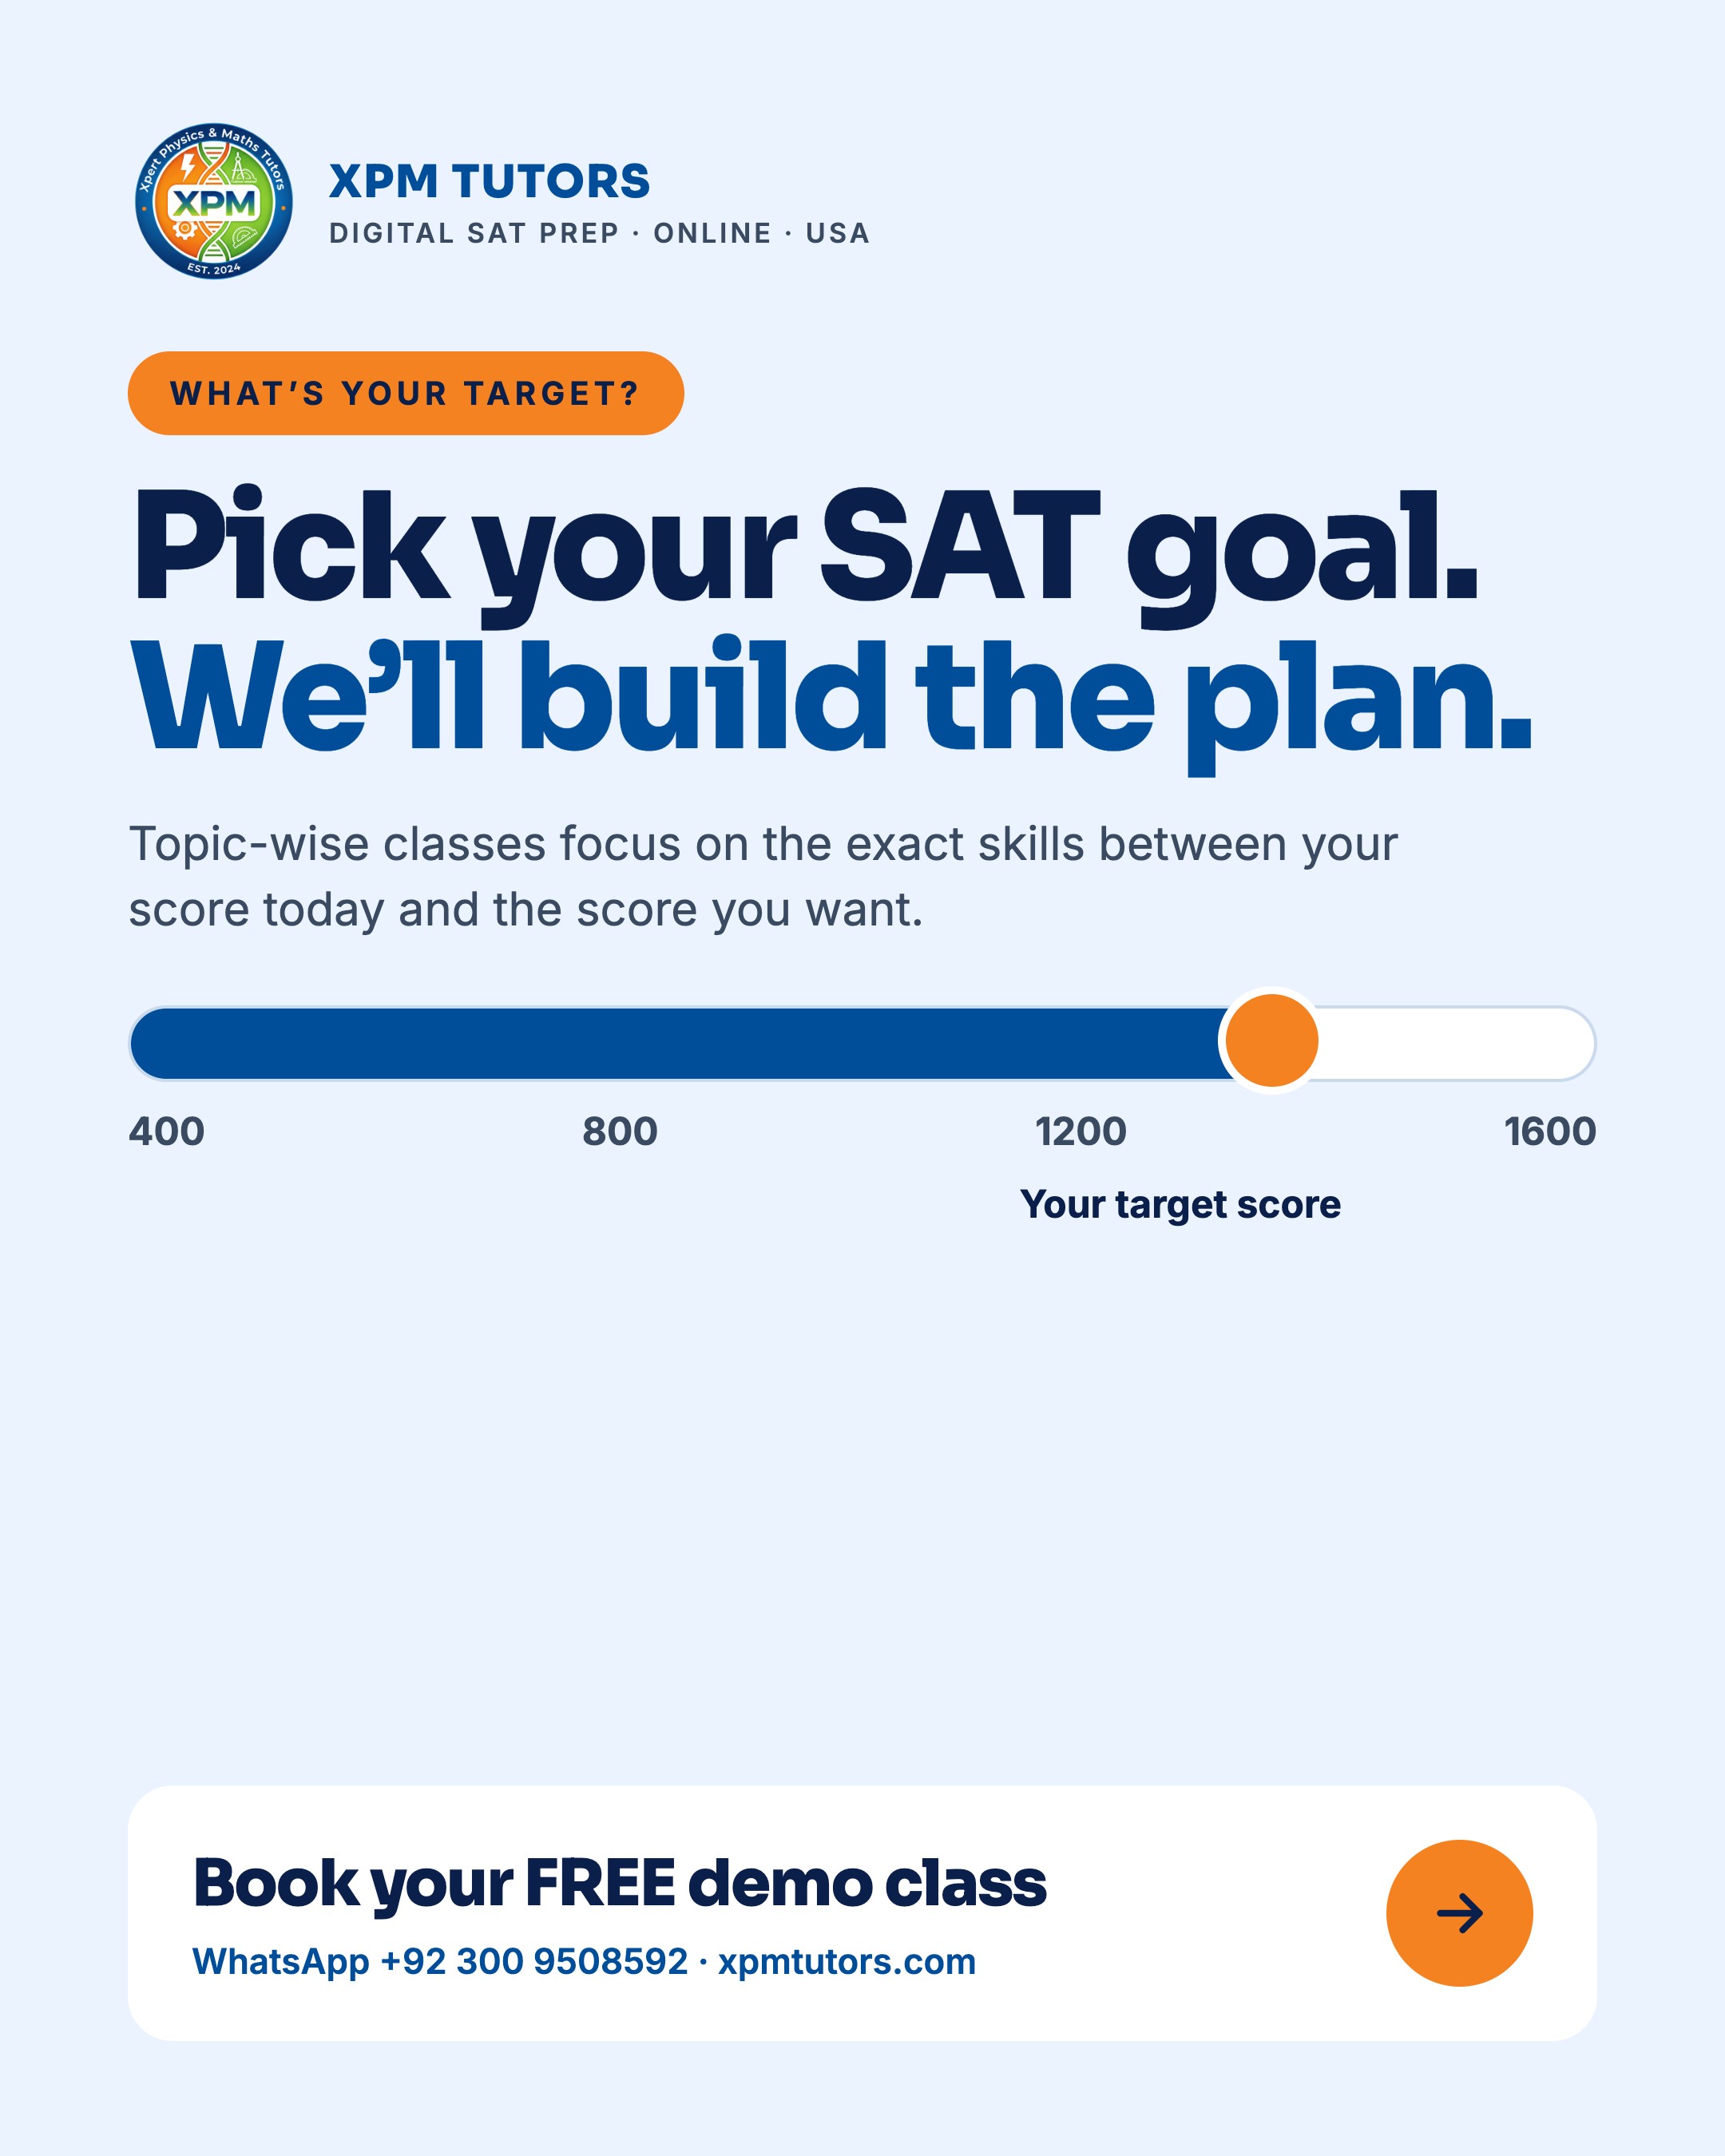 Xpert Physics & Maths Tutors
XPM
EST. 2024
XPM TUTORS
DIGITAL SAT PREP · ONLINE · USA
WHAT’S YOUR TARGET?
Pick your SAT goal.
We’ll build the plan.
Topic-wise classes focus on the exact skills between your
score today and the score you want.
400 800 1200 1600
Your target score
Book your FREE demo class
WhatsApp +92 300 9508592 · xpmtutors.com